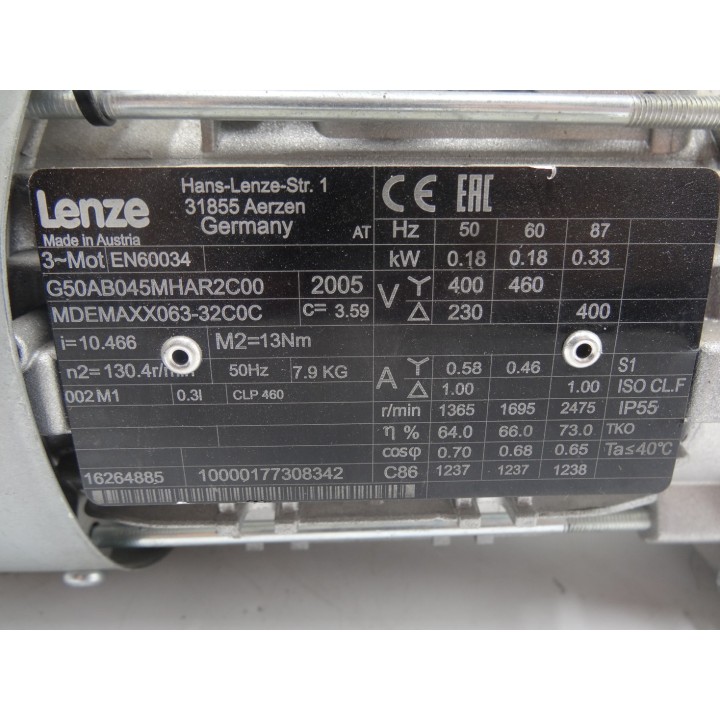 Lenze
Hans-Lenze-Str. 1
31855 Aerzen
Germany
Made in Austria
AT
CE EAC
3~Mot EN60034
G50AB045MHAR2C00 2005
MDEMAXX063-32C0C C= 3.59
i=10.466 M2=13Nm
n2=130.4r/min 50Hz 7.9 KG
002 M1 0.3l CLP 460
16264885 10000177308342
Hz 50 60 87
kW 0.18 0.18 0.33
V Y 400 460
△ 230 400
A Y 0.58 0.46 S1
△ 1.00 1.00 ISO CL.F
r/min 1365 1695 2475 IP55
η % 64.0 66.0 73.0 TKO
cosφ 0.70 0.68 0.65 Ta≤40°C
C86 1237 1237 1238